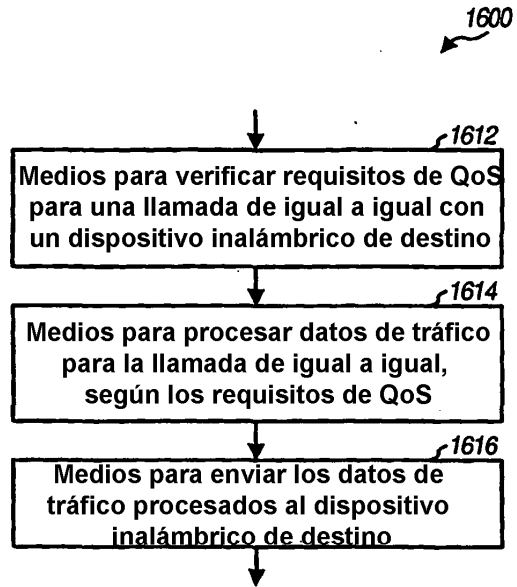 1600
1612
Medios para verificar requisitos de QoS
para una llamada de igual a igual con
un dispositivo inalámbrico de destino
1614
Medios para procesar datos de tráfico
para la llamada de igual a igual,
según los requisitos de QoS
1616
Medios para enviar los datos de
tráfico procesados al dispositivo
inalámbrico de destino